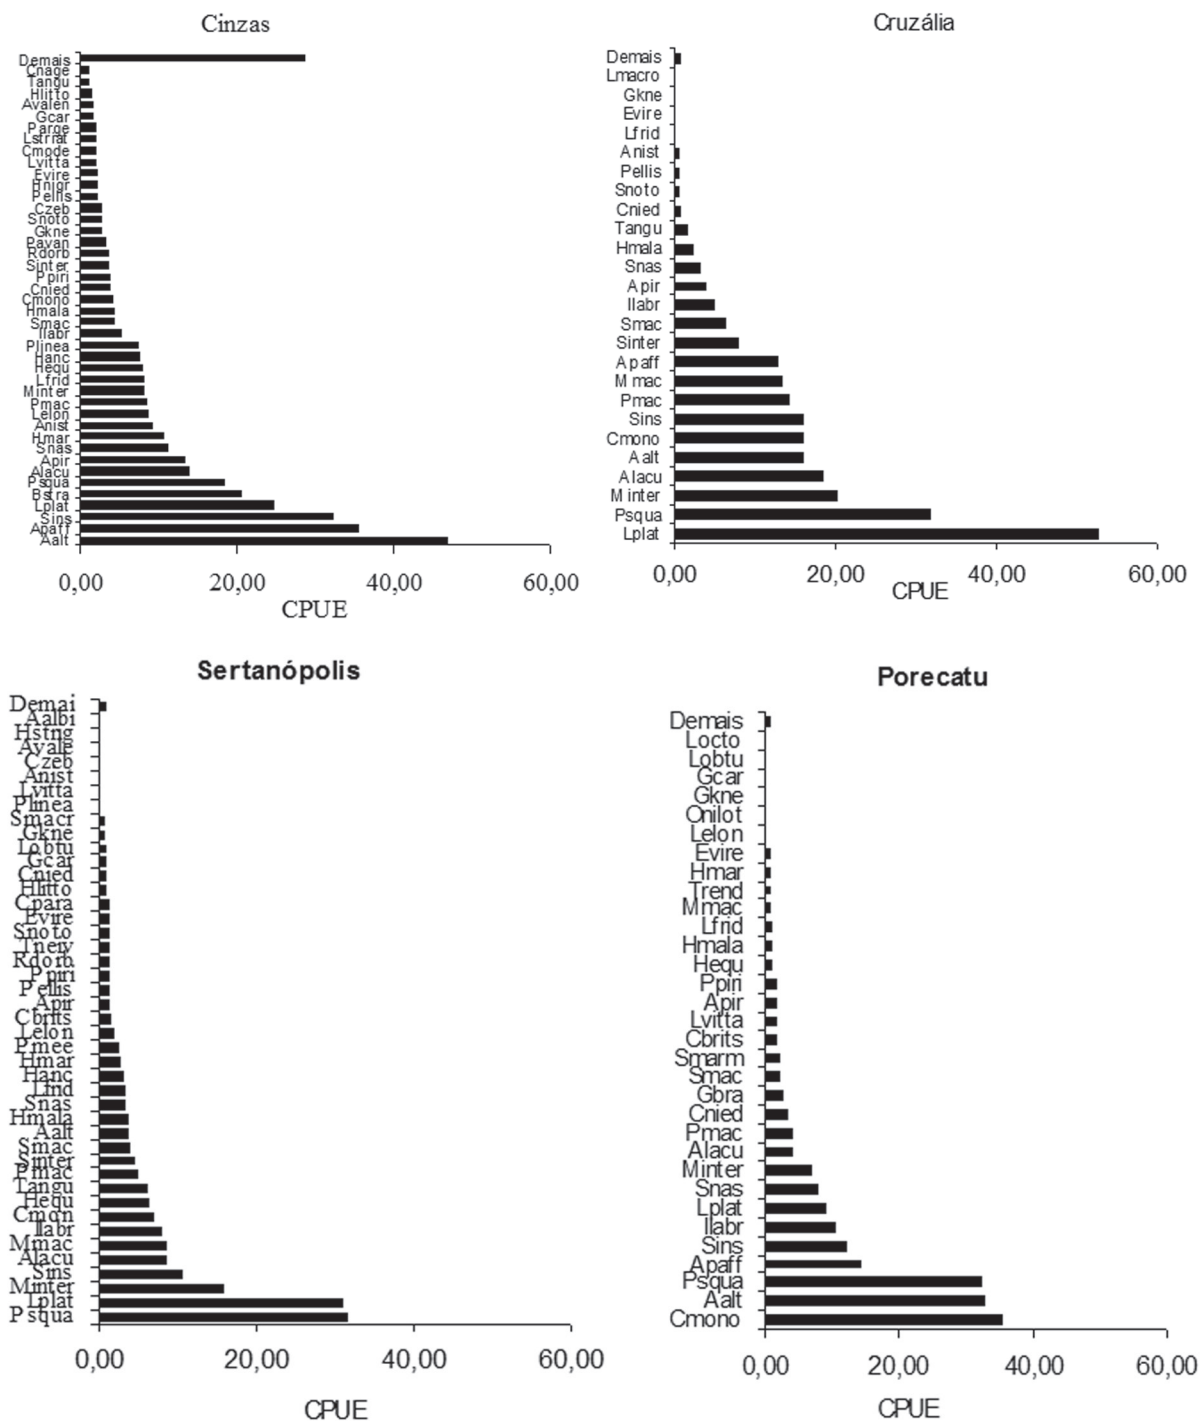 Cinzas
Demais
Cnage
Tangu
Hlitto
Avalen
Gcar
Parge
Lstriat
Cmode
Lvitta
Evire
Hnigr
Pellis
Czeb
Snoto
Gkne
Pavan
Rdorb
Sinter
Ppiri
Cnied
Cmono
Hmala
Smac
Ilabr
Plinea
Hanc
Hequ
Lfrid
Minter
Pmac
Lelon
Anist
Hmar
Snas
Apir
Alacu
Psqua
Bstra
Lplat
Sins
Apaff
Aalt
0,00 20,00 40,00 60,00
CPUE
Cruzália
Demais
Lmacro
Gkne
Evire
Lfrid
Anist
Pellis
Snoto
Cnied
Tangu
Hmala
Snas
Apir
Ilabr
Smac
Sinter
Apaff
Mmac
Pmac
Sins
Cmono
Aalt
Alacu
Minter
Psqua
Lplat
0,00 20,00 40,00 60,00
CPUE
Sertanópolis
Demai
Aalbi
Hstng
Avale
Czeb
Anist
Lvitta
Plinea
Smacr
Gkne
Lobtu
Gcar
Cnied
Hlitto
Cpara
Evire
Snoto
Tneiv
Rdorb
Ppiri
Pellis
Apir
Cbrits
Lelon
Pmee
Hmar
Hanc
Snas
Hmala
Aalt
Smac
Sinter
Pmac
Langu
Hequ
Cmon
Ilabr
Mmac
Alacu
Sins
Minter
Lplat
Psqua
0,00 20,00 40,00 60,00
CPUE
Porecatu
Demais
Locto
Lobtu
Gcar
Gkne
Onilot
Lelon
Evire
Hmar
Trend
Mmac
Lfrid
Hmala
Hequ
Ppiri
Apir
Lvitta
Cbrits
Smarm
Smac
Gbra
Cnied
Pmac
Alacu
Minter
Snas
Lplat
Ilabr
Sins
Apaff
Psqua
Aalt
Cmono
0,00 20,00 40,00 60,00
CPUE